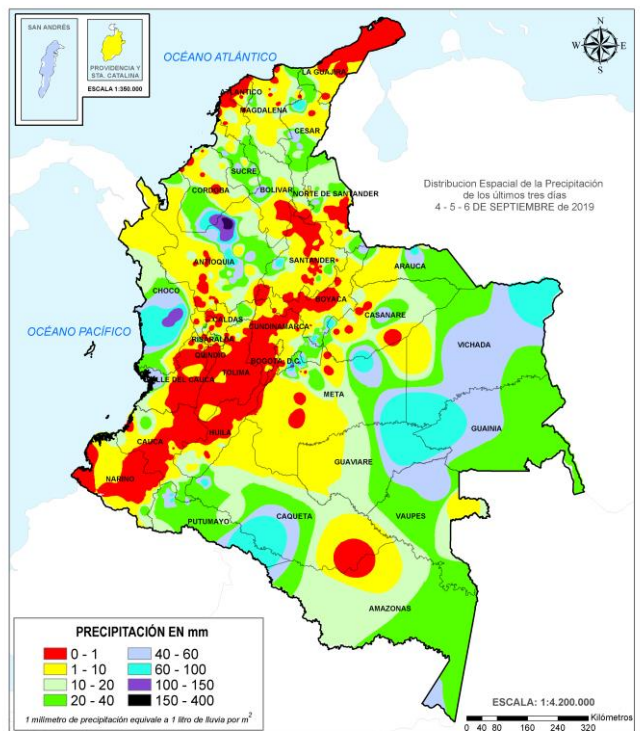 SAN ANDRÉS
PROVIDENCIA Y
STA. CATALINA
ESCALA 1:350.000
OCÉANO ATLÁNTICO
N
W E
S
LA GUAJIRA
ATLANTICO
MAGDALENA
CESAR
SUCRE
CORDOBA
BOLIVAR
NORTE DE SANTANDER
Distribucion Espacial de la Precipitación
de los últimos tres días
4 - 5 - 6 DE SEPTIEMBRE de 2019
ANTIOQUIA
SANTANDER
ARAUCA
CHOCO
BOYACA
CASANARE
OCÉANO PACÍFICO
CALDAS
CUNDINAMARCA
RISARALDA
VICHADA
QUINDIO
BOGOTÁ, D.C.
VALLE DEL CAUCA
TOLIMA
META
GUAINIA
HUILA
CAUCA
GUAVIARE
NARIÑO
CAQUETA
VAUPES
PUTUMAYO
AMAZONAS
PRECIPITACIÓN EN mm
0 - 1 40 - 60
1 - 10 60 - 100
10 - 20 100 - 150
20 - 40 150 - 400
1 milimetro de precipitación equivale a 1 litro de lluvia por m²
ESCALA: 1:4.200.000
Kilómetros
0 40 80 160 240 320